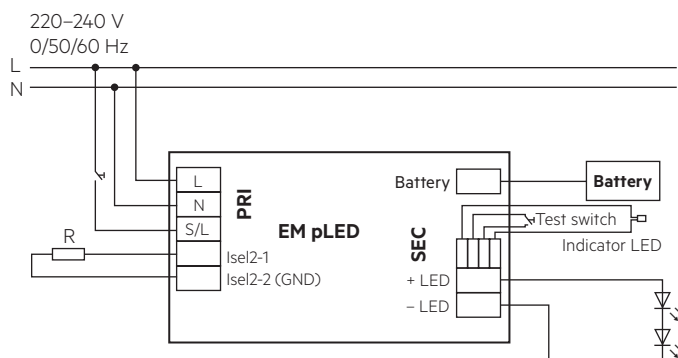 220–240 V
0/50/60 Hz
L
N
L
N
S/L
PRI
R
Isel2-1
Isel2-2 (GND)
EM pLED
SEC
Battery
Battery
Test switch
Indicator LED
+ LED
– LED